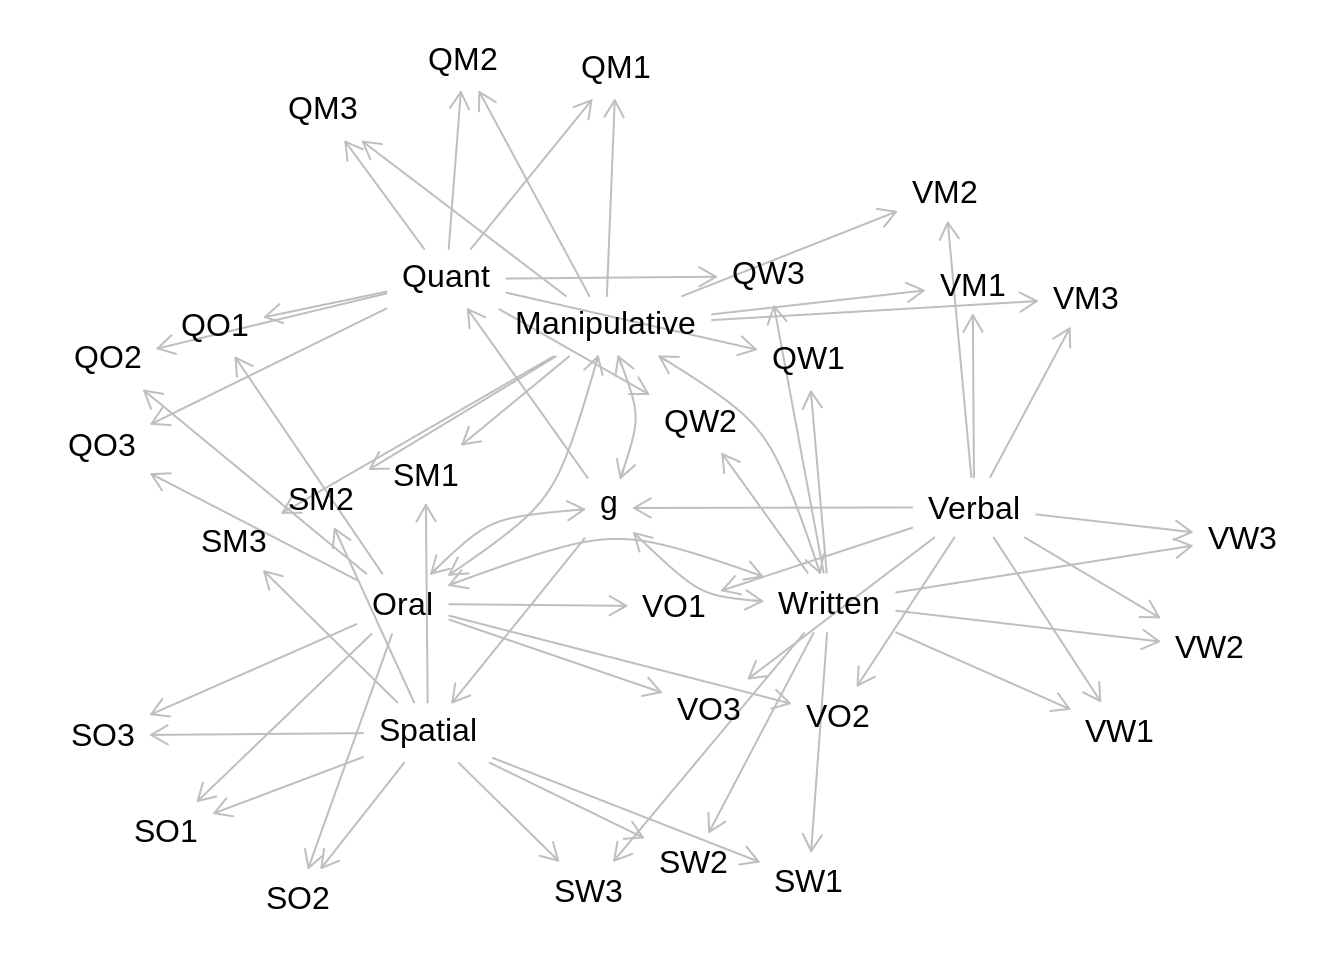 QM2
QM1
QM3
VM2
Quant
QW3
VM1
VM3
Manipulative
QO1
QO2
QW1
QW2
QO3
SM1
SM2
g
Verbal
SM3
VW3
Oral
VO1
Written
VW2
VO3
VO2
Spatial
VW1
SO3
SO1
SW2
SW1
SW3
SO2